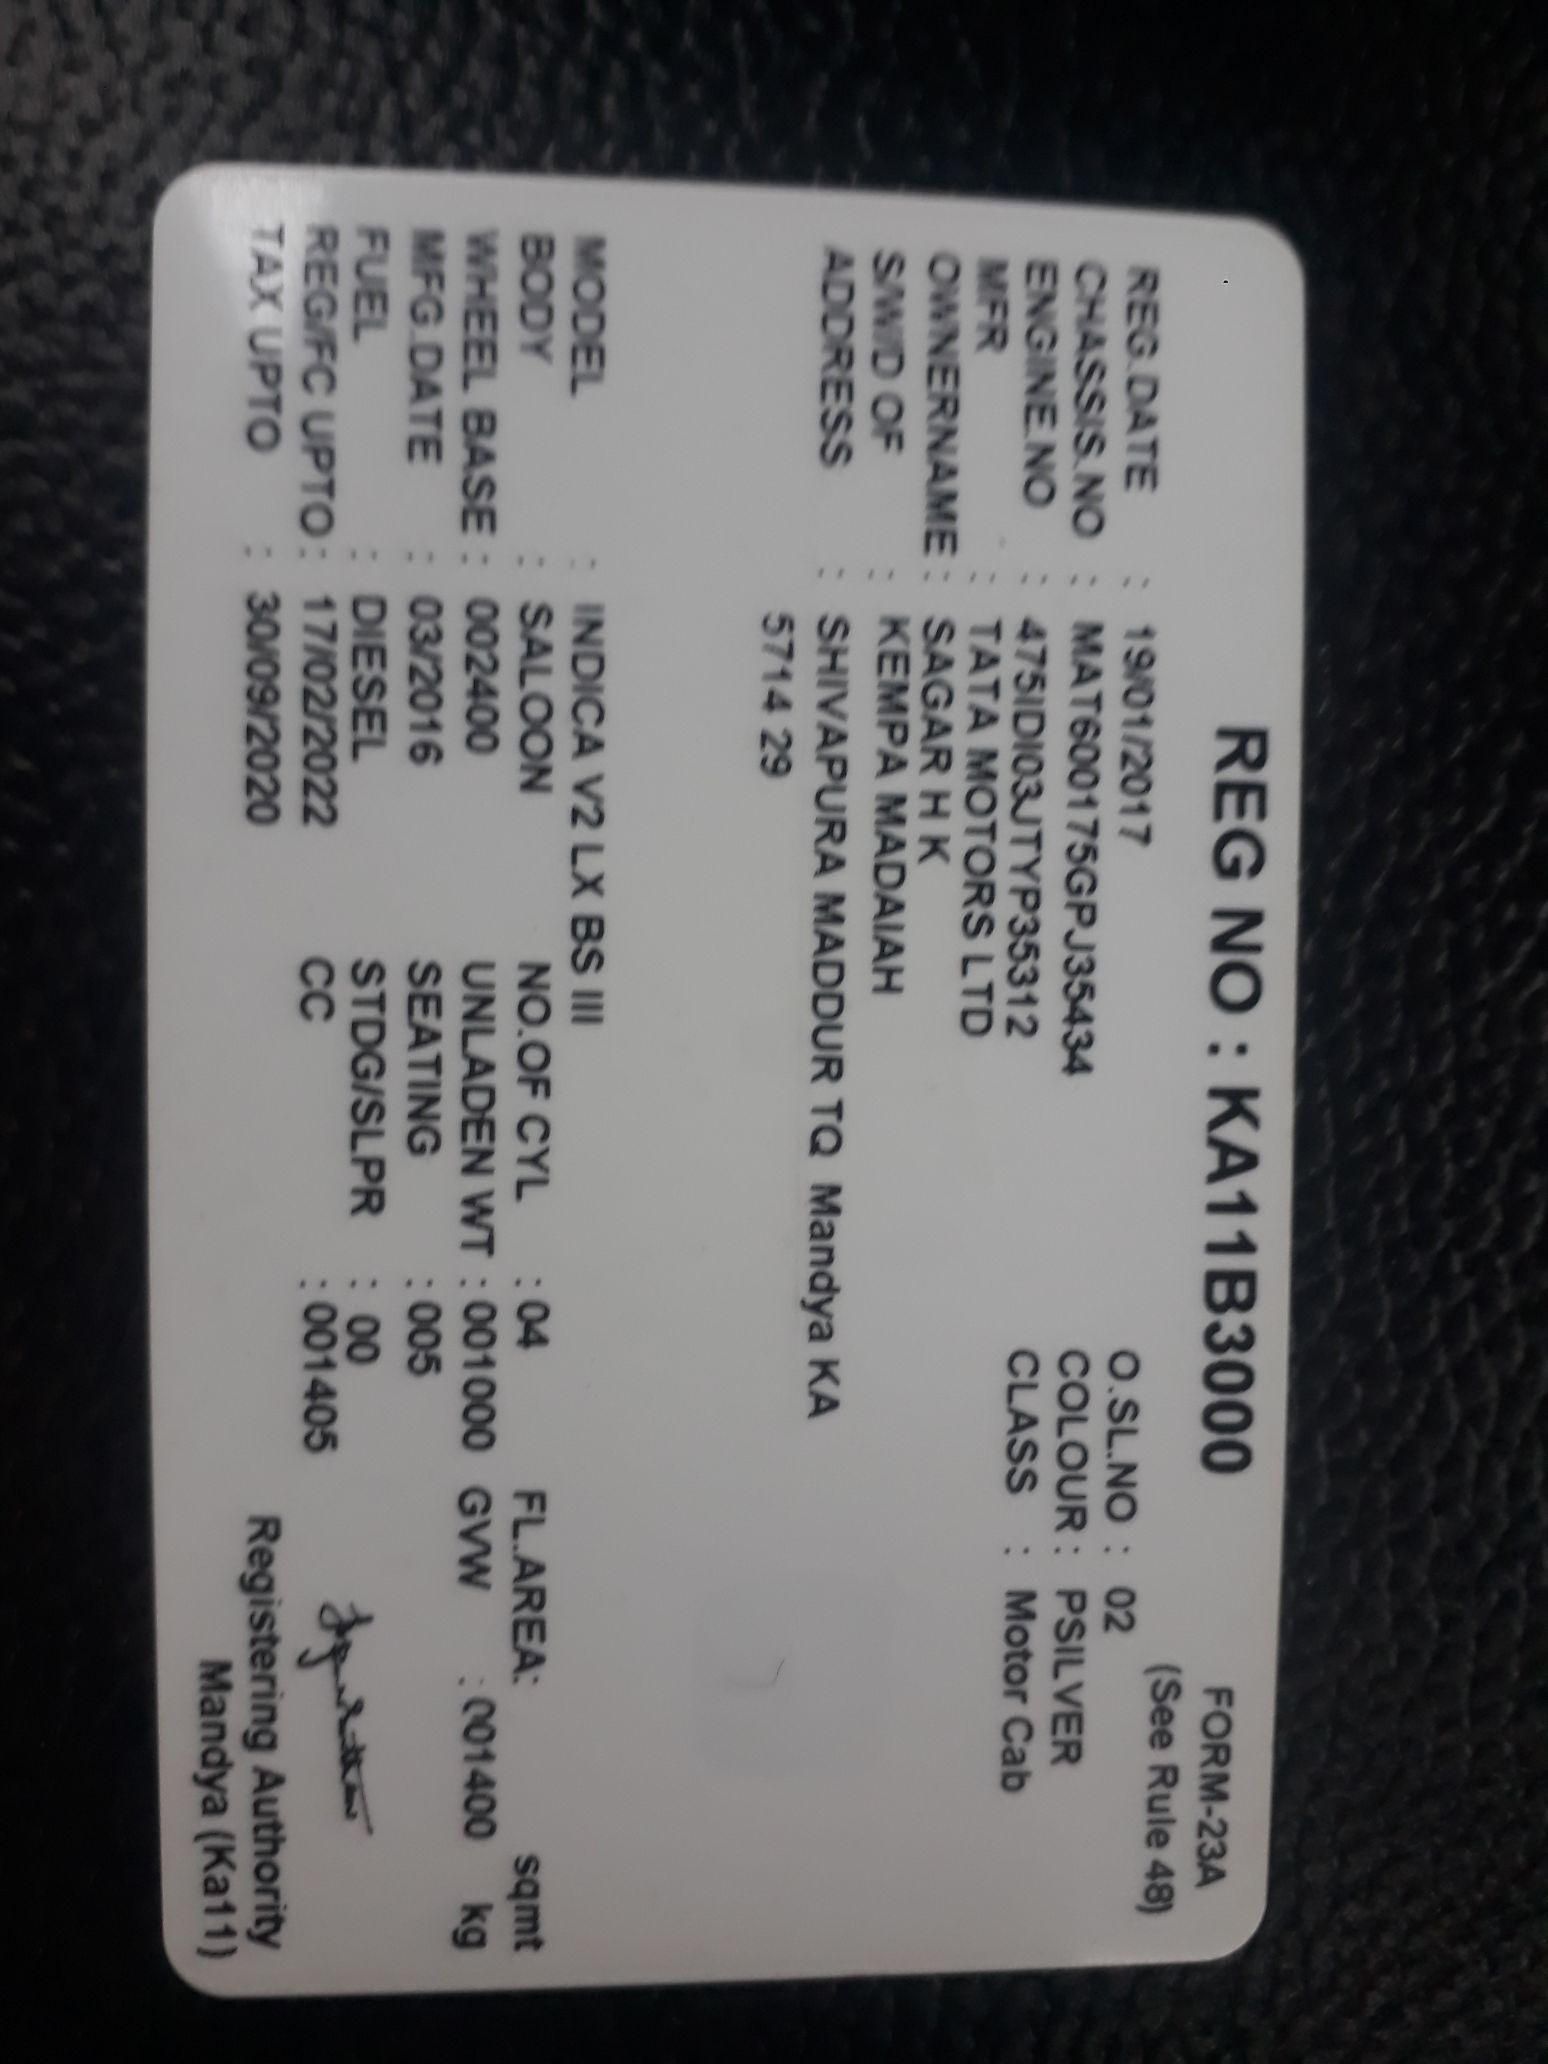 FORM-23A
REG NO : KA11B3000 (See Rule 48)
REG.DATE : 19/01/2017 O.SL.NO : 02
CHASSIS.NO : MAT600175GPJ35434 COLOUR : PSILVER
ENGINE.NO : 475IDI03JTYP35312 CLASS : Motor Cab
MFR : TATA MOTORS LTD
OWNERNAME : SAGAR H K
S/W/D OF : KEMPA MADAIAH
ADDRESS : SHIVAPURA MADDUR TQ Mandya KA
5714 29
MODEL : INDICA V2 LX BS III
BODY : SALOON NO.OF CYL : 04 FL.AREA: sqmt
WHEEL BASE : 002400 UNLADEN WT : 001000 GVW : 001400 kg
MFG.DATE : 03/2016 SEATING : 005
FUEL : DIESEL STDG/SLPR : 00
REG/FC UPTO : 17/02/2022 CC : 001405
TAX UPTO : 30/09/2020 Registering Authority
Mandya (Ka11)